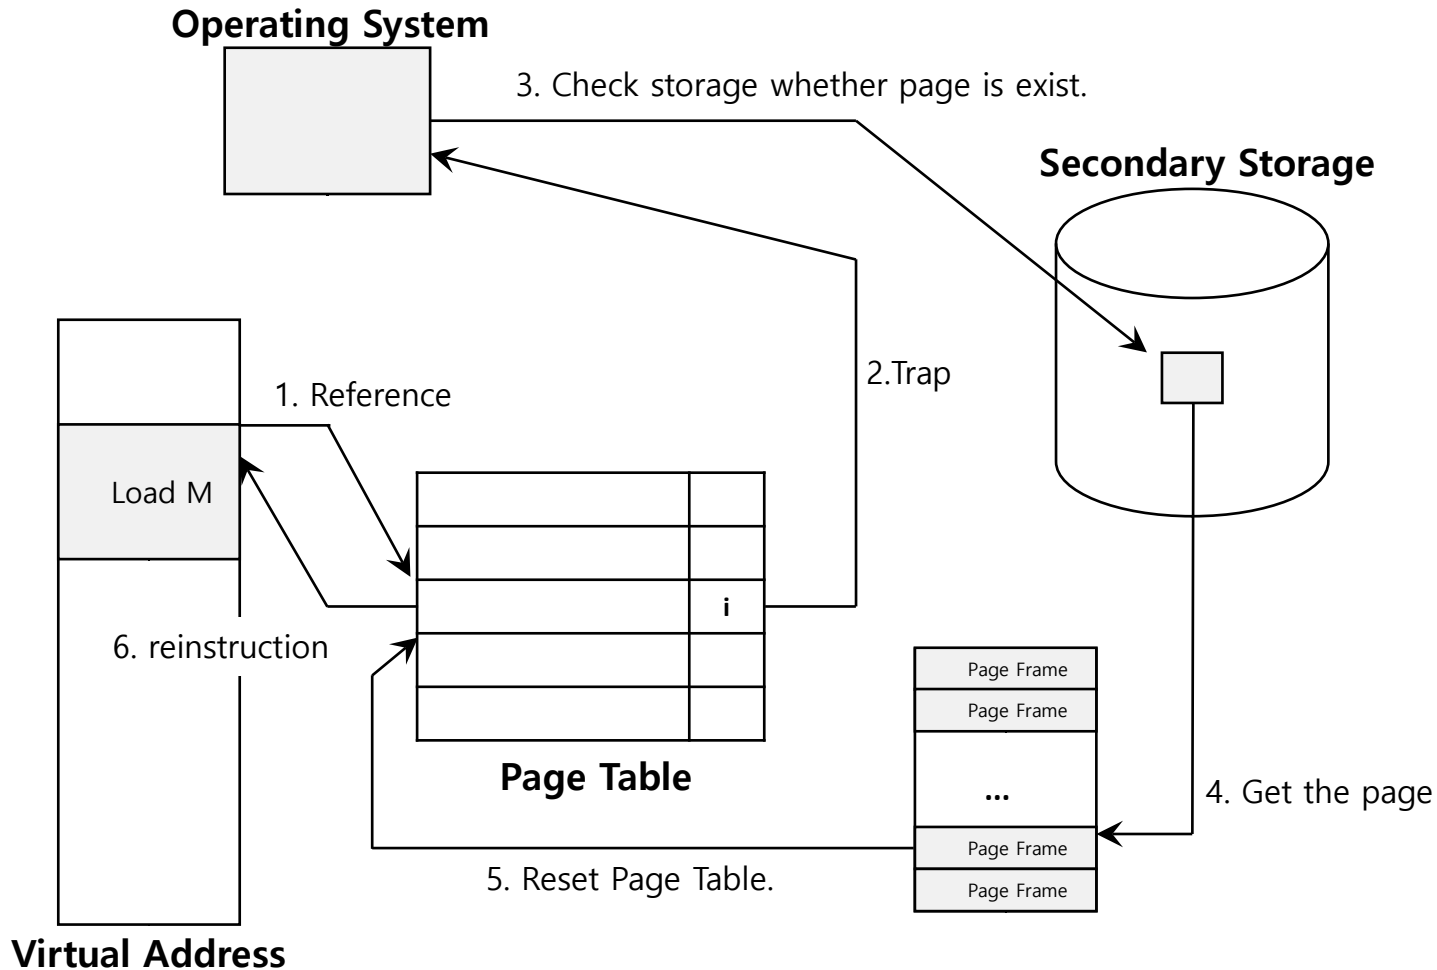 Operating System
3. Check storage whether page is exist.
Secondary Storage
2.Trap
1. Reference
Load M
i
6. reinstruction
Page Frame
Page Frame
Page Table
...
4. Get the page
Page Frame
5. Reset Page Table.
Page Frame
Virtual Address